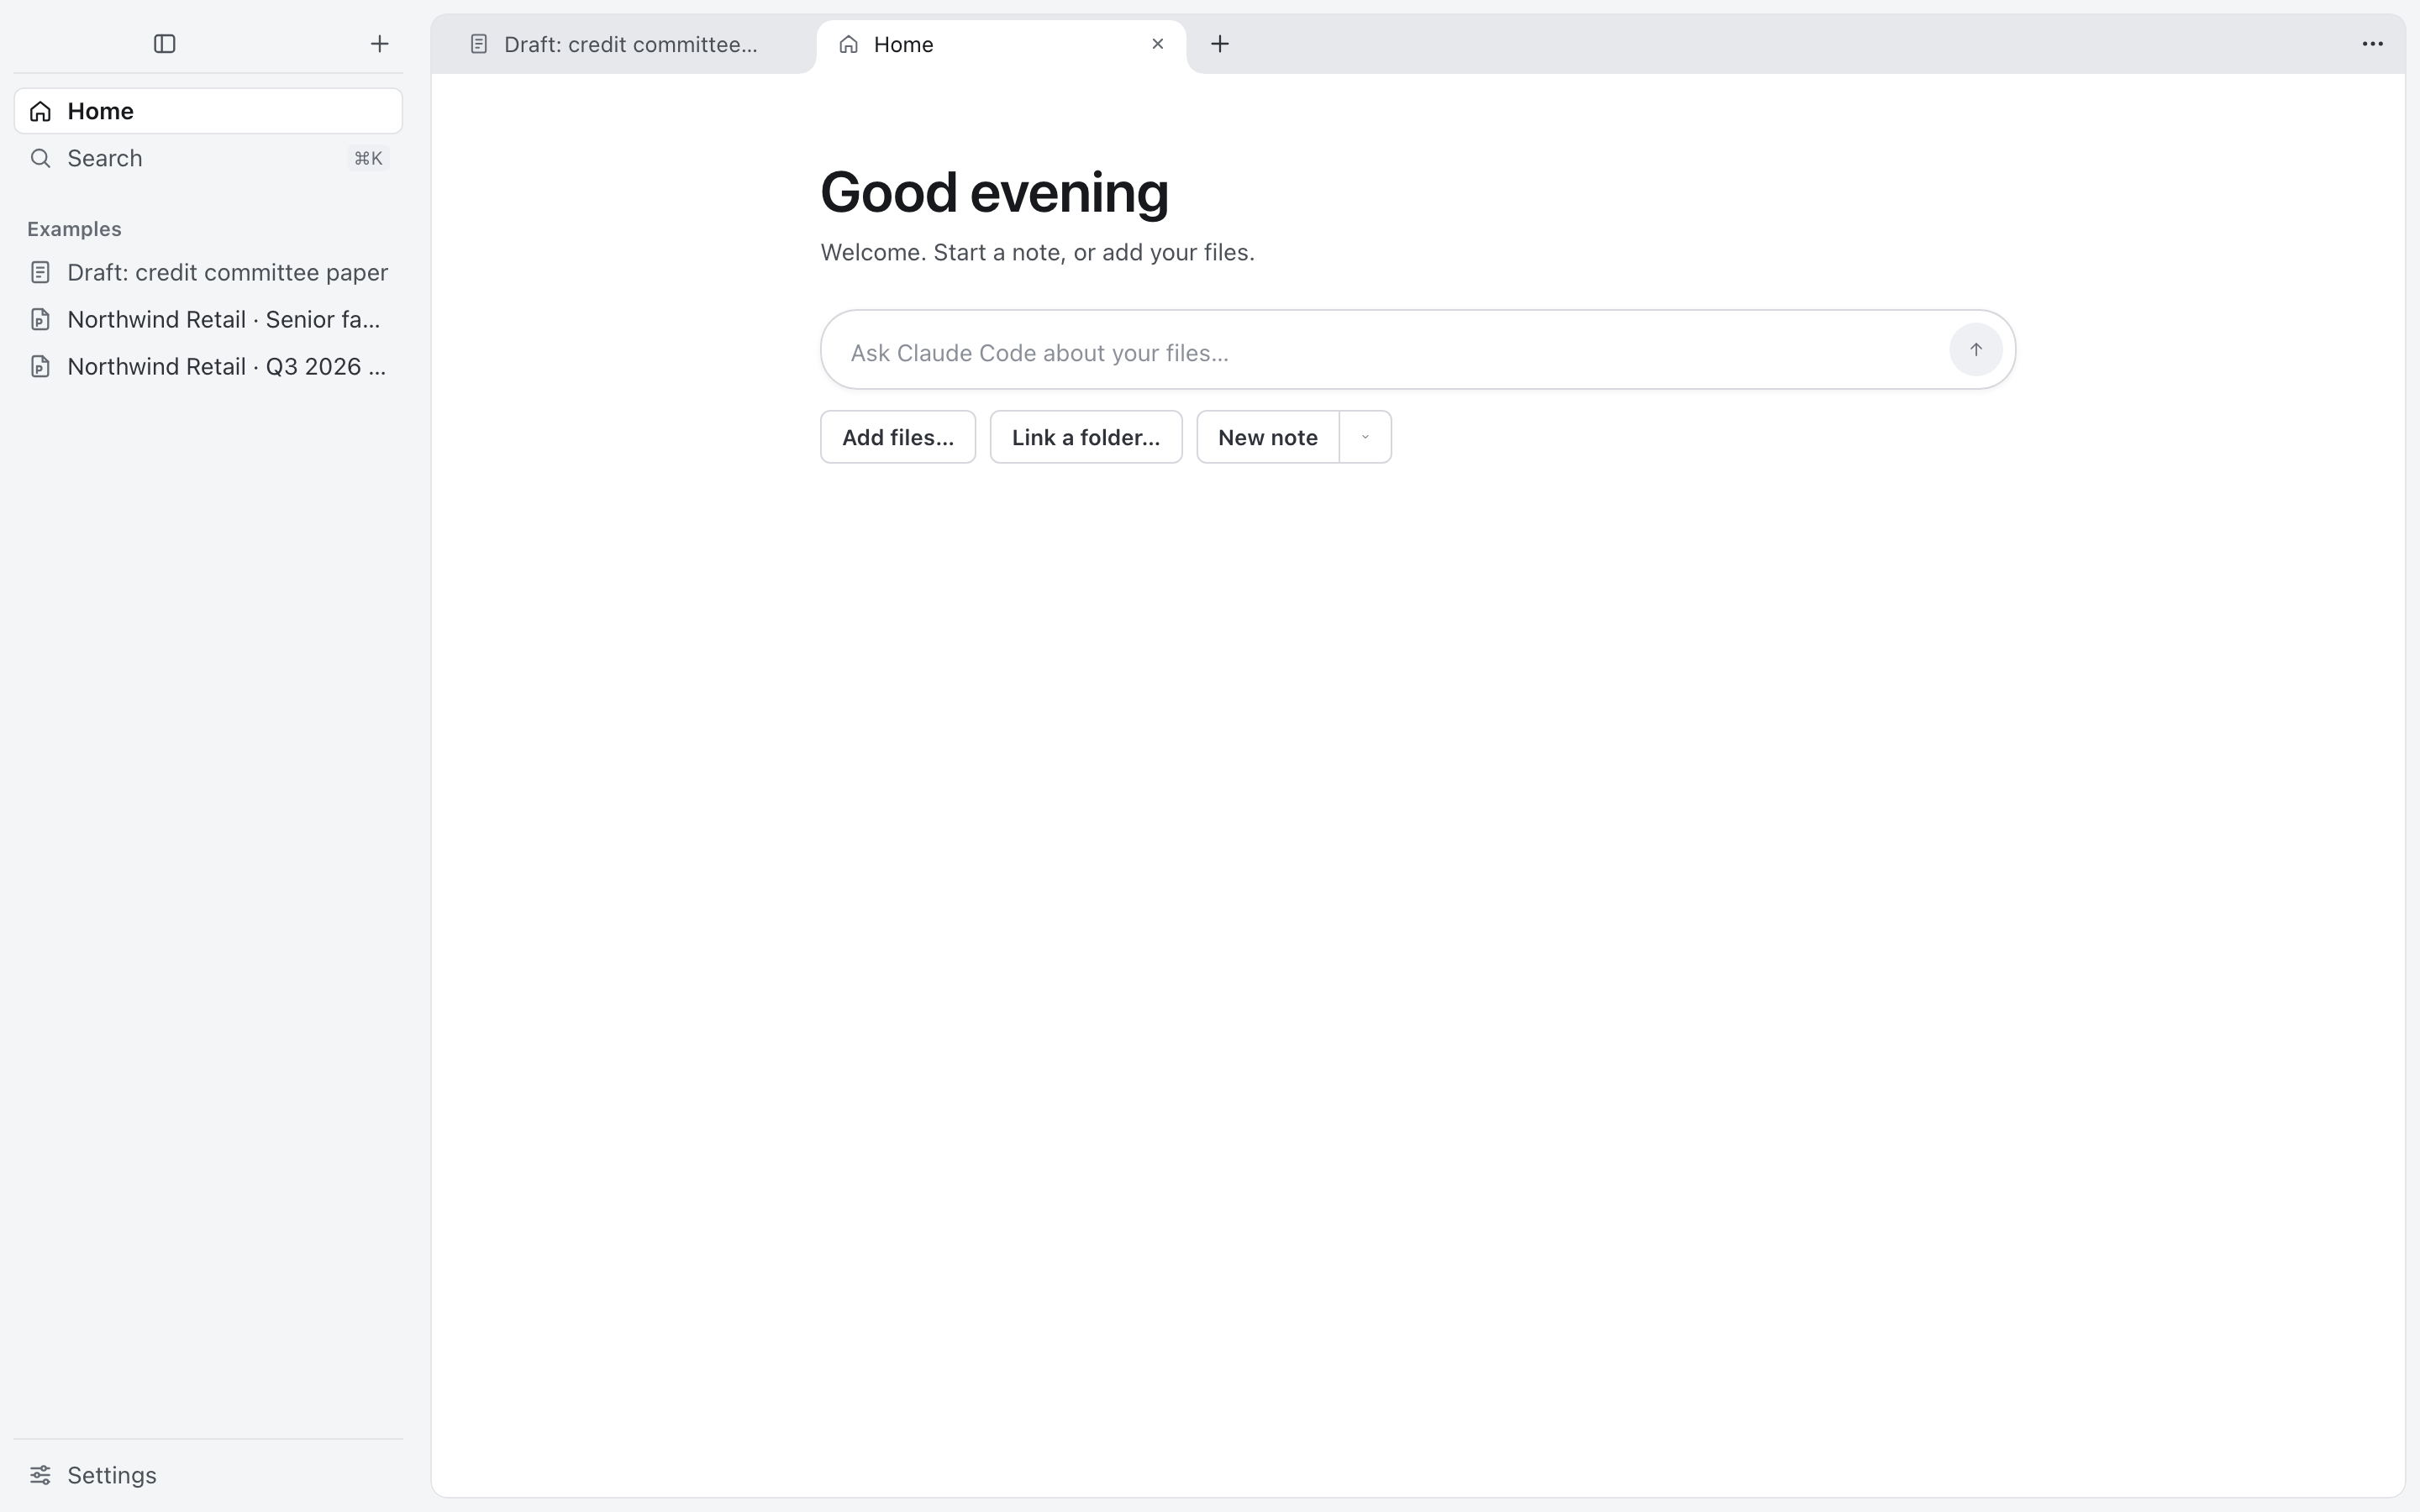 Home
Search ⌘K
Examples
Draft: credit committee paper
Northwind Retail · Senior fa...
Northwind Retail · Q3 2026 ...
Settings
Draft: credit committee...
Home
Good evening
Welcome. Start a note, or add your files.
Ask Claude Code about your files...
Add files...
Link a folder...
New note